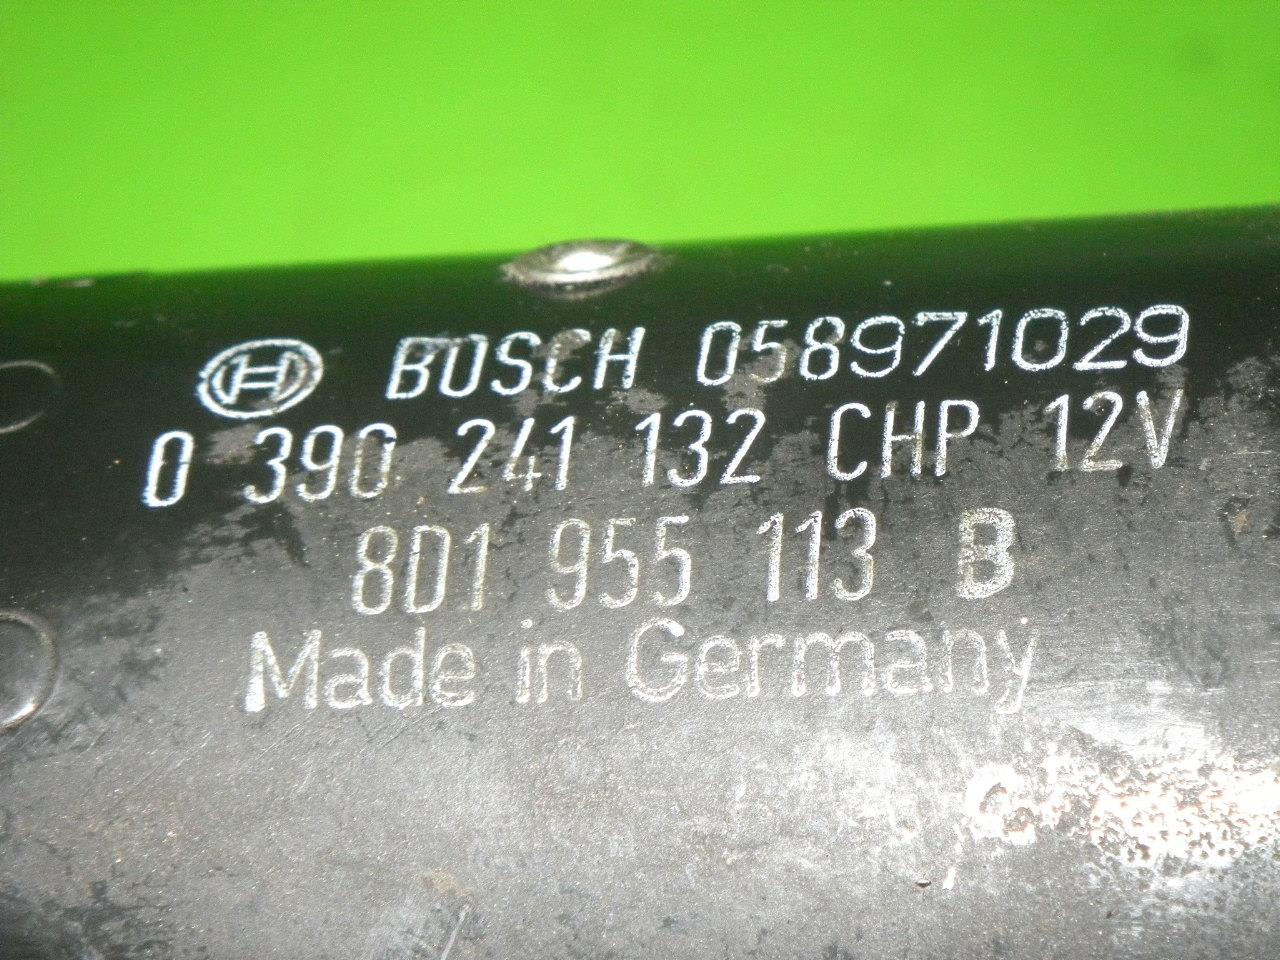 BOSCH 058971029
0 390 241 132 CHP 12V
8D1 955 113 B
Made in Germany